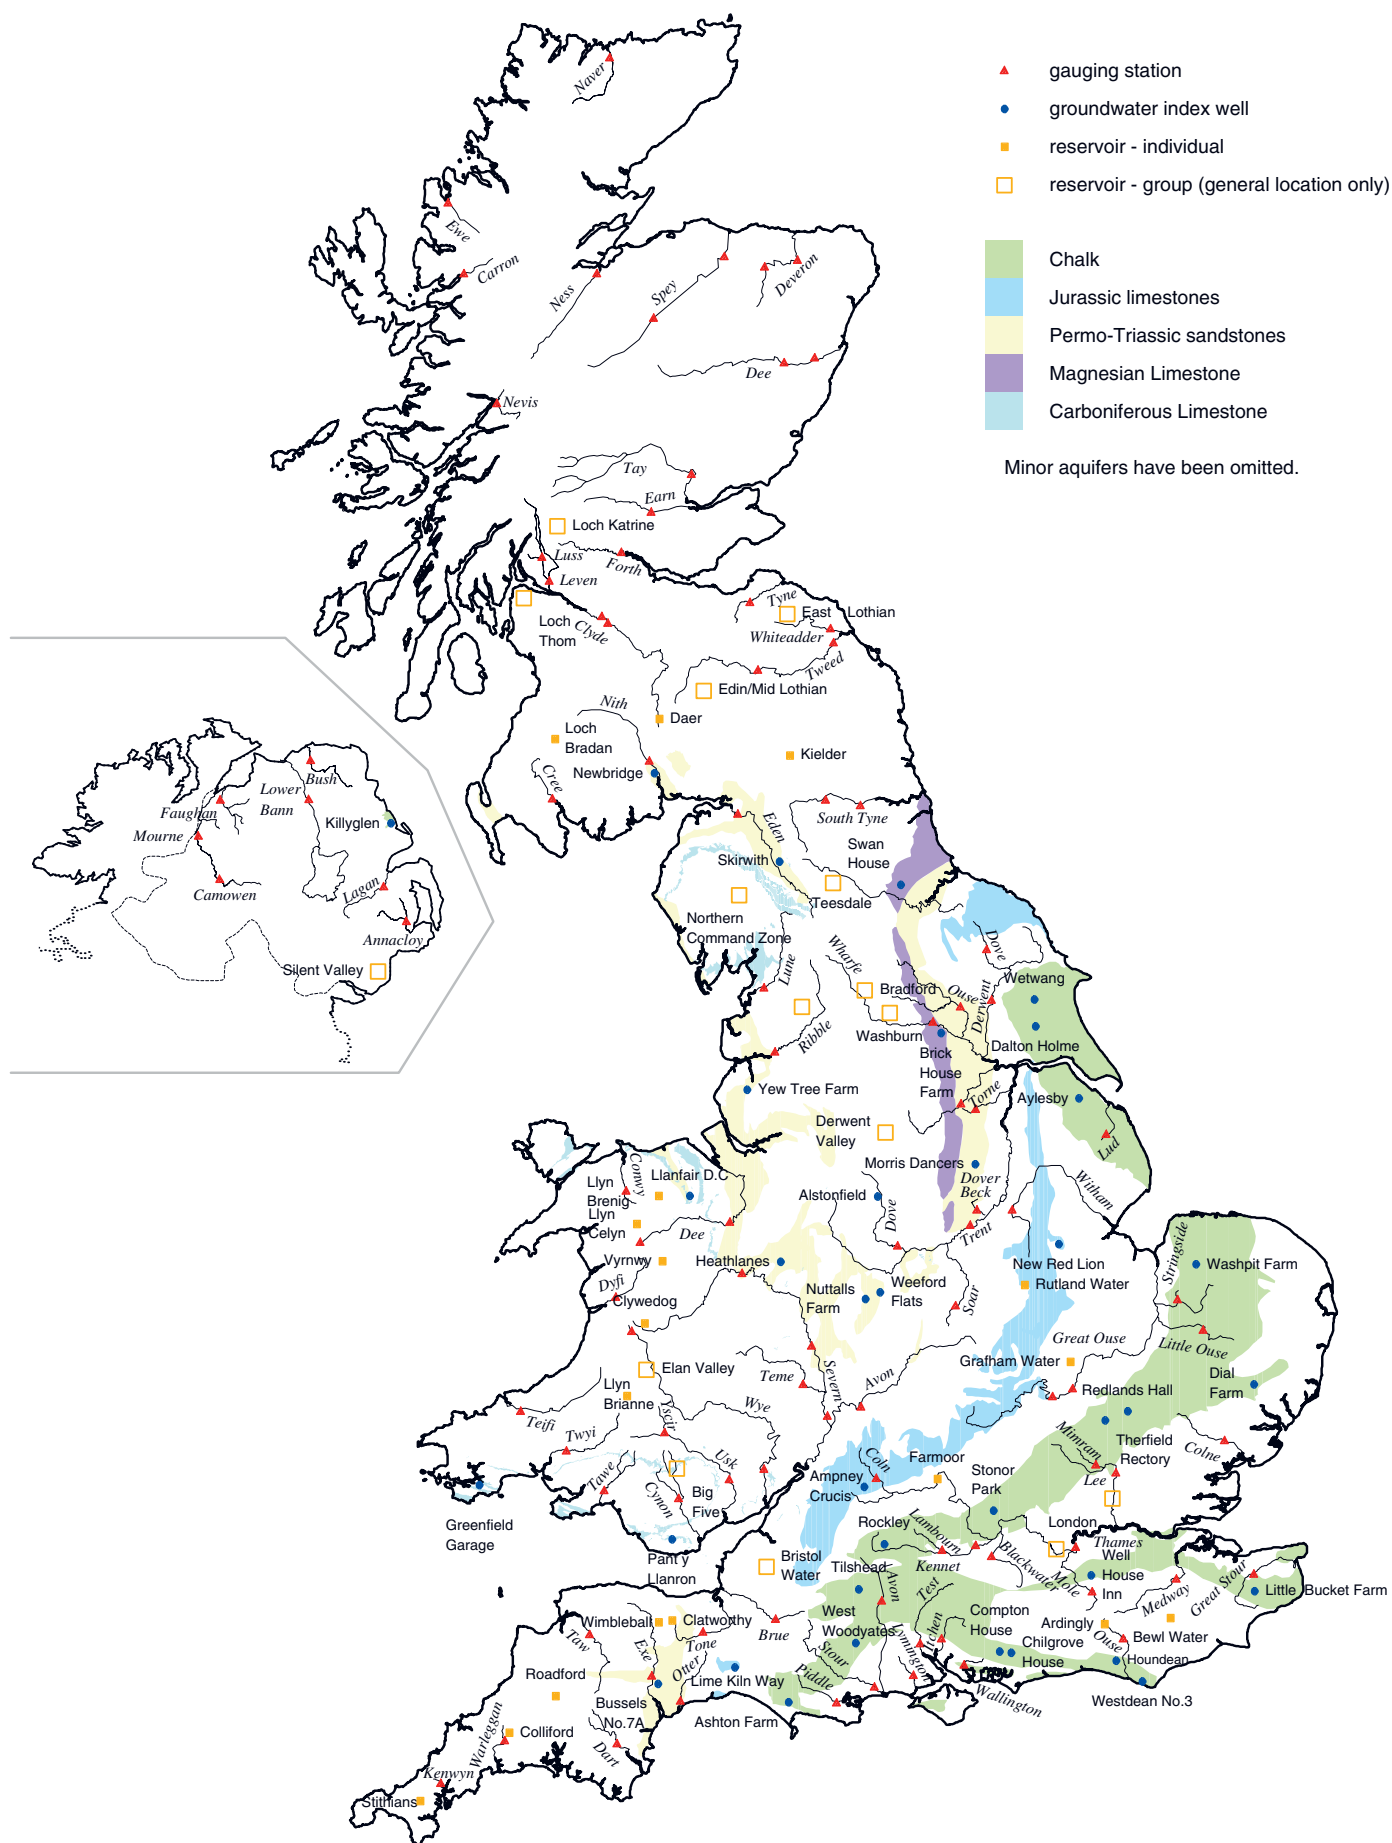 gauging station
groundwater index well
reservoir - individual
reservoir - group (general location only)
Chalk
Jurassic limestones
Permo-Triassic sandstones
Magnesian Limestone
Carboniferous Limestone
Minor aquifers have been omitted.
Naver
Ewe
Carron
Ness
Spey
Deveron
Dee
Nevis
Tay
Earn
Loch Katrine
Luss
Forth
Leven
Tyne
East Lothian
Loch
Thom
Clyde
Whiteadder
Tweed
Edin/Mid Lothian
Nith
Daer
Loch
Bradan
Kielder
Newbridge
Cree
Bush
Lower
Bann
Faughan
Killyglen
Mourne
Camowen
Lagan
Annacloy
Silent Valley
South Tyne
Eden
Swan
House
Skirwith
Teesdale
Northern
Command Zone
Lune
Wharfe
Dove
Wetwang
Bradford
Ouse
Derwent
Washburn
Ribble
Brick
House
Farm
Dalton Holme
Yew Tree Farm
Torne
Aylesby
Derwent
Valley
Lud
Morris Dancers
Conwy
Llanfair D.C
Llyn
Brenig
Llyn
Celyn
Alstonfield
Dover
Beck
Witham
Dee
Dove
Trent
Stringside
Vyrnwy
Heathlanes
New Red Lion
Washpit Farm
Dyfi
Clywedog
Nuttalls
Farm
Weeford
Flats
Soar
Rutland Water
Great Ouse
Little Ouse
Grafham Water
Elan Valley
Teme
Severn
Avon
Dial
Farm
Llyn
Brianne
Redlands Hall
Teifi
Twyi
Yscir
Wye
Mimram
Therfield
Rectory
Colne
Tawe
Usk
Coln
Farmoor
Ampney
Crucis
Stonor
Park
Lee
Cynon
Big
Five
Greenfield
Garage
Rockley
Lambourn
London
Pant y
Llanron
Bristol
Water
Tilshead
Kennet
Blackwater
Thames
Well
House
Inn
Mole
Medway
Great Stour
Little Bucket Farm
Avon
Test
Wimbleball
Clatworthy
West
Woodyates
Itchen
Compton
House
Ardingly
Bewl Water
Taw
Exe
Tone
Brue
Stour
Lymington
Chilgrove
House
Ouse
Houndean
Roadford
Otter
Lime Kiln Way
Piddle
Wallington
Westdean No.3
Bussels
No.7A
Ashton Farm
Warleggan
Colliford
Dart
Kenwyn
Stithians